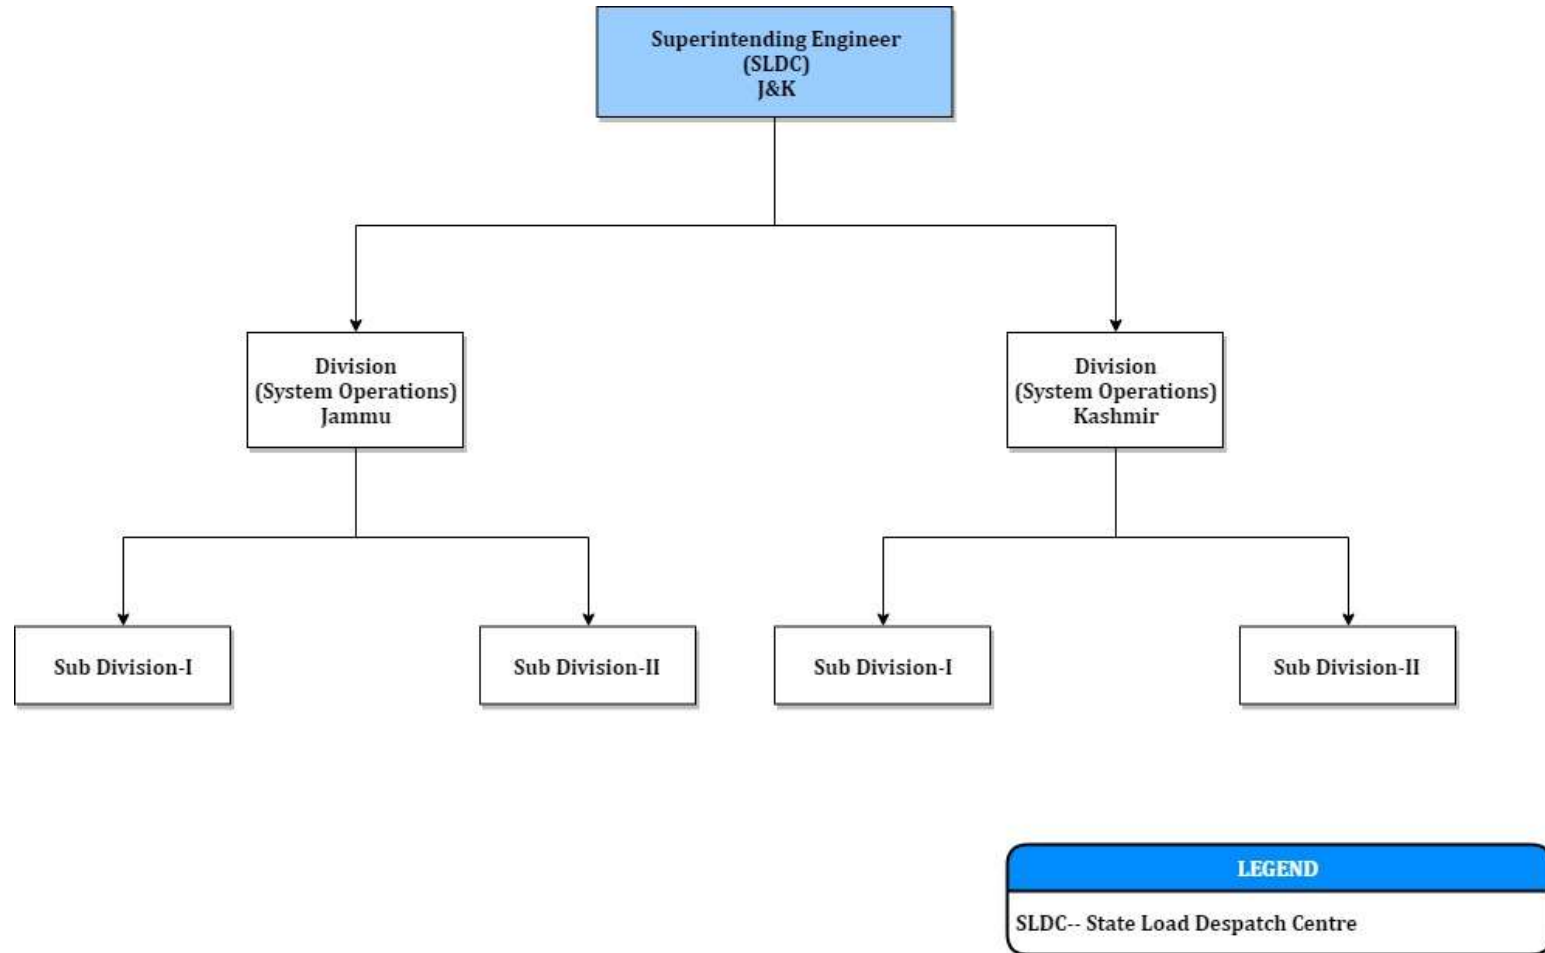 Superintending Engineer
(SLDC)
J&K
Division
(System Operations)
Jammu
Division
(System Operations)
Kashmir
Sub Division-I
Sub Division-II
Sub Division-I
Sub Division-II
LEGEND
SLDC-- State Load Despatch Centre